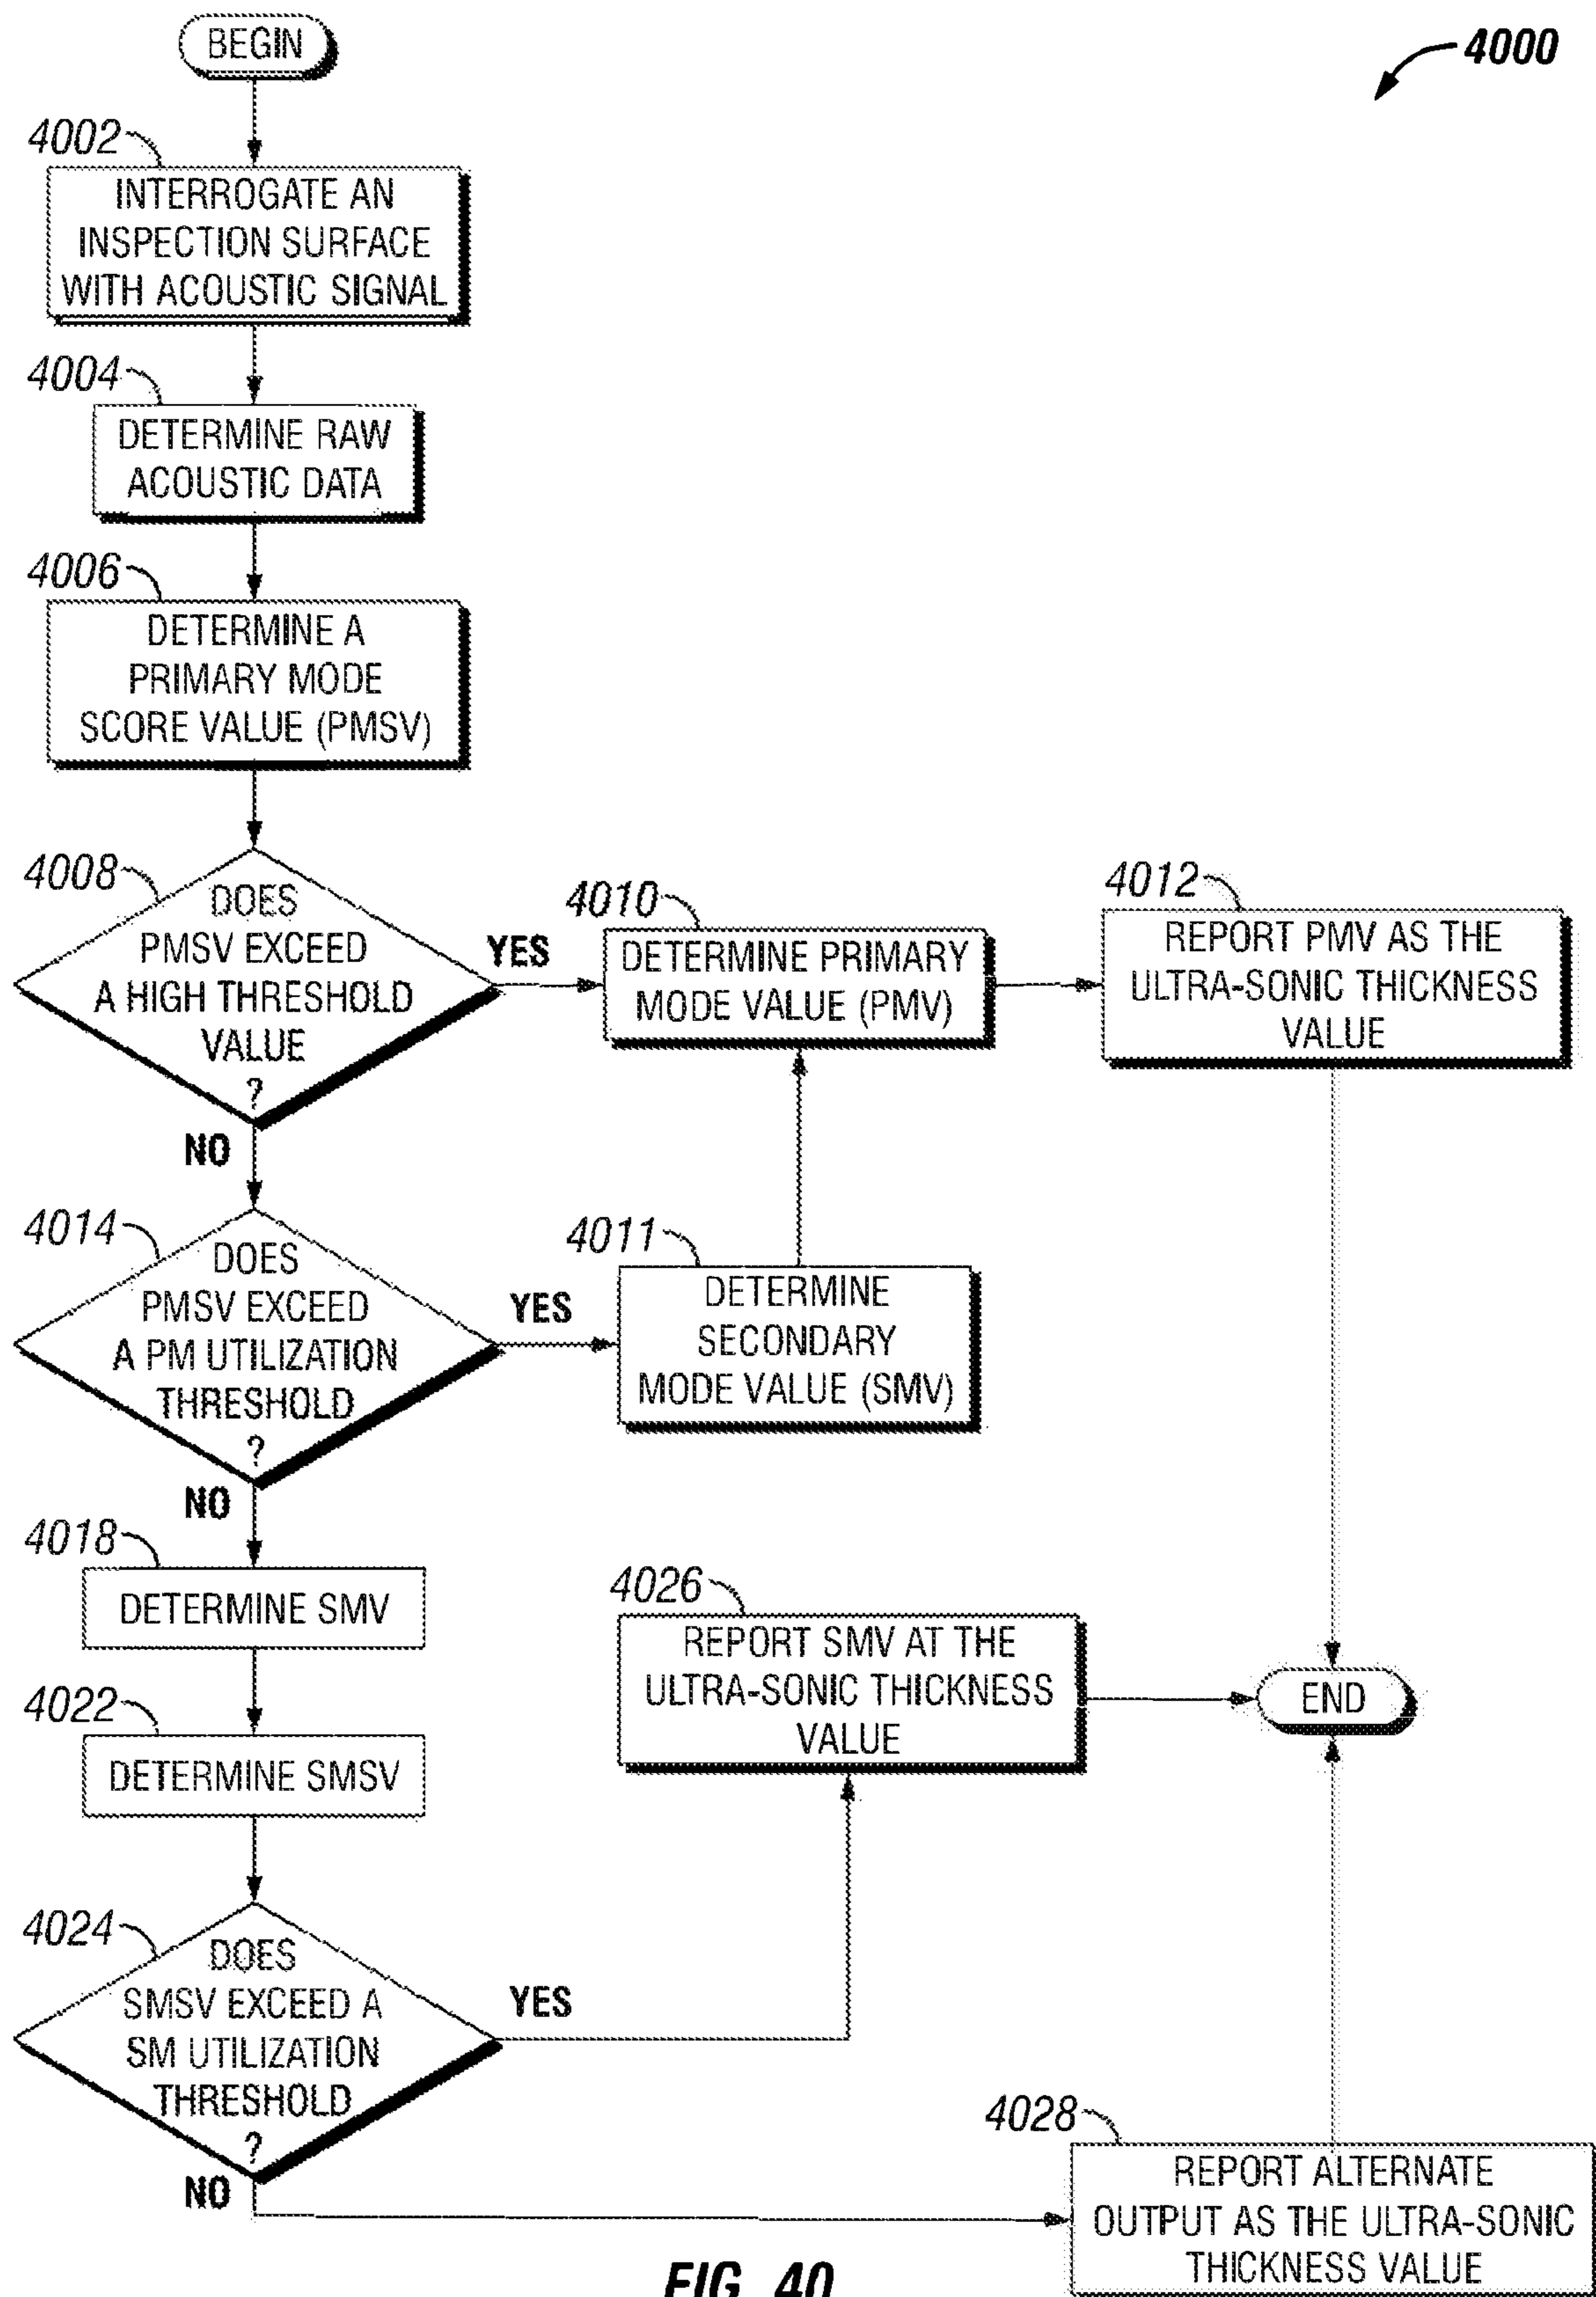 BEGIN
4000
4002
INTERROGATE AN
INSPECTION SURFACE
WITH ACOUSTIC SIGNAL
4004
DETERMINE RAW
ACOUSTIC DATA
4006
DETERMINE A
PRIMARY MODE
SCORE VALUE (PMSV)
4008
DOES
PMSV EXCEED
A HIGH THRESHOLD
VALUE
?
YES
NO
4010
DETERMINE PRIMARY
MODE VALUE (PMV)
4012
REPORT PMV AS THE
ULTRA-SONIC THICKNESS
VALUE
4014
DOES
PMSV EXCEED
A PM UTILIZATION
THRESHOLD
?
YES
NO
4011
DETERMINE
SECONDARY
MODE VALUE (SMV)
4018
DETERMINE SMV
4022
DETERMINE SMSV
4026
REPORT SMV AT THE
ULTRA-SONIC THICKNESS
VALUE
END
4024
DOES
SMSV EXCEED A
SM UTILIZATION
THRESHOLD
?
YES
NO
4028
REPORT ALTERNATE
OUTPUT AS THE ULTRA-SONIC
THICKNESS VALUE
FIG. 40